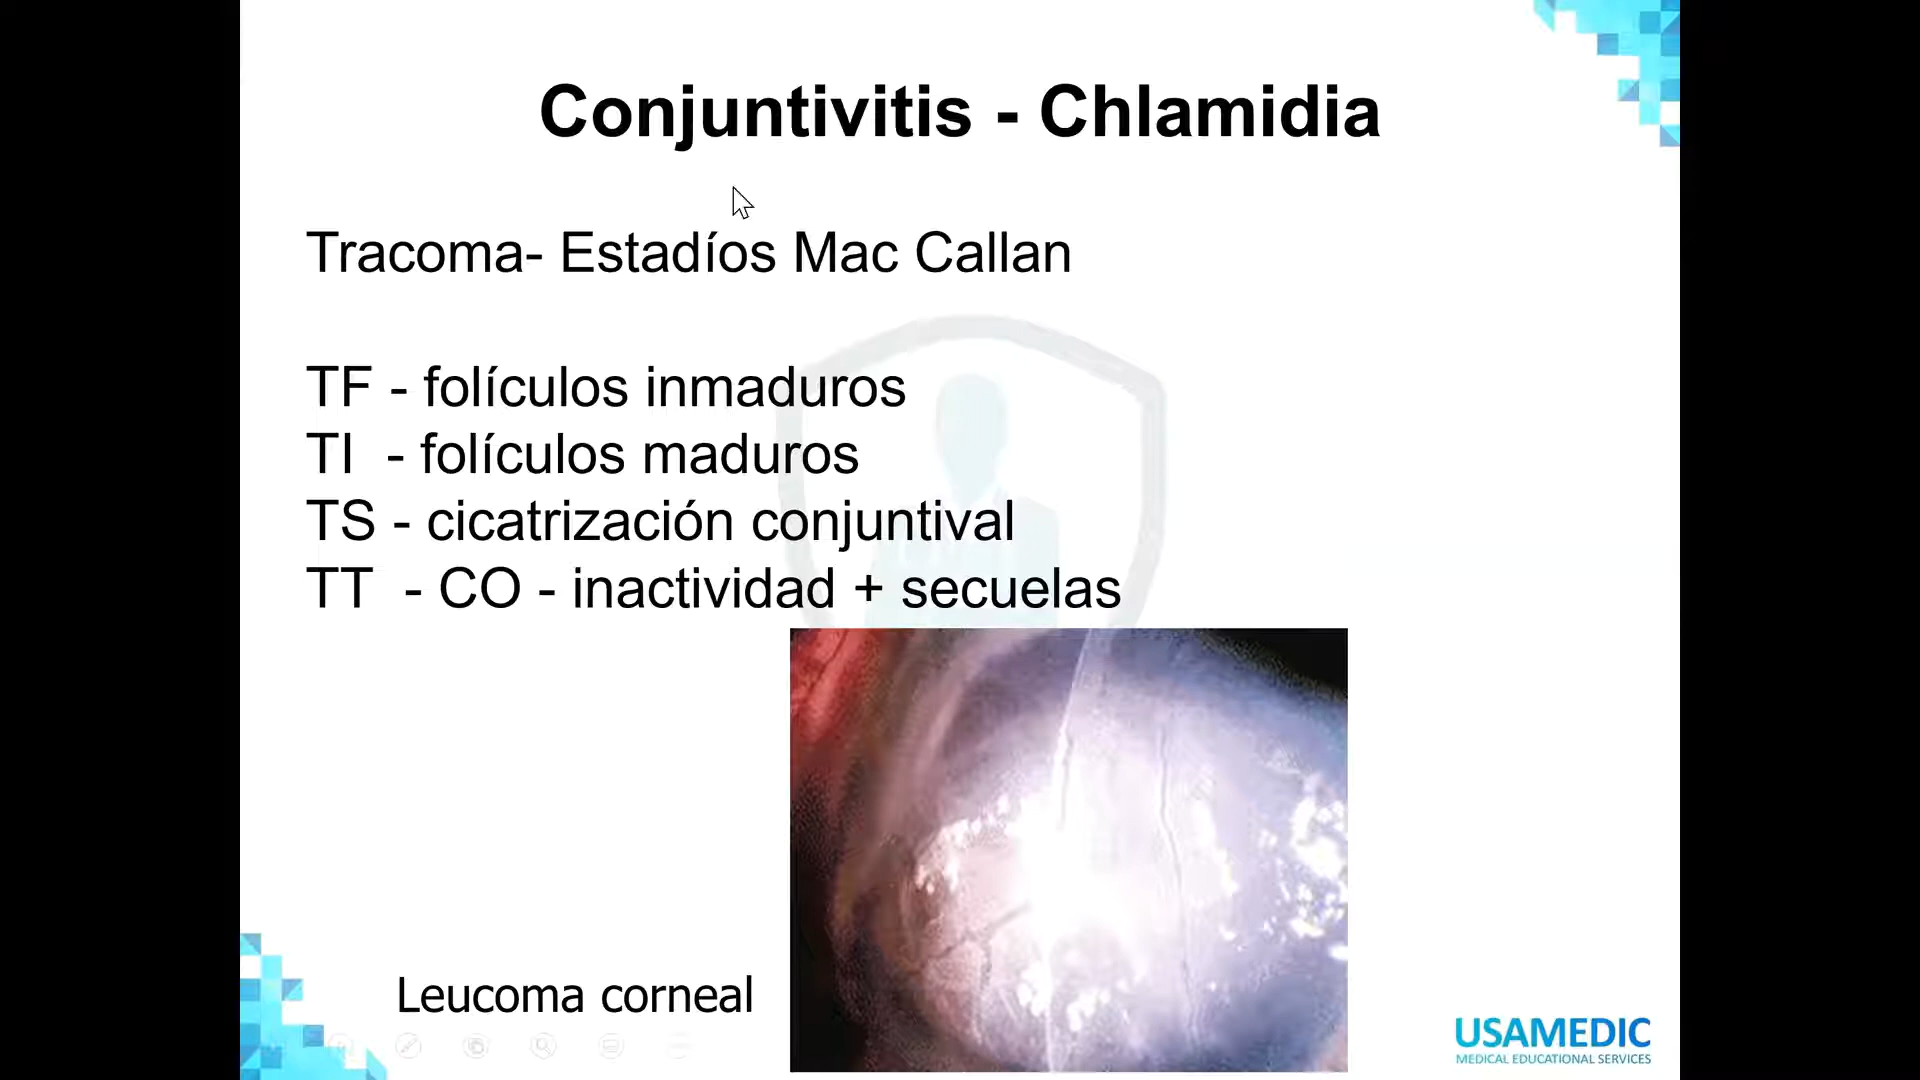 Conjuntivitis - Chlamidia
Tracoma- Estadíos Mac Callan
TF - folículos inmaduros
TI - folículos maduros
TS - cicatrización conjuntival
TT - CO - inactividad + secuelas
Leucoma corneal
USAMEDIC
MEDICAL EDUCATIONAL SERVICES